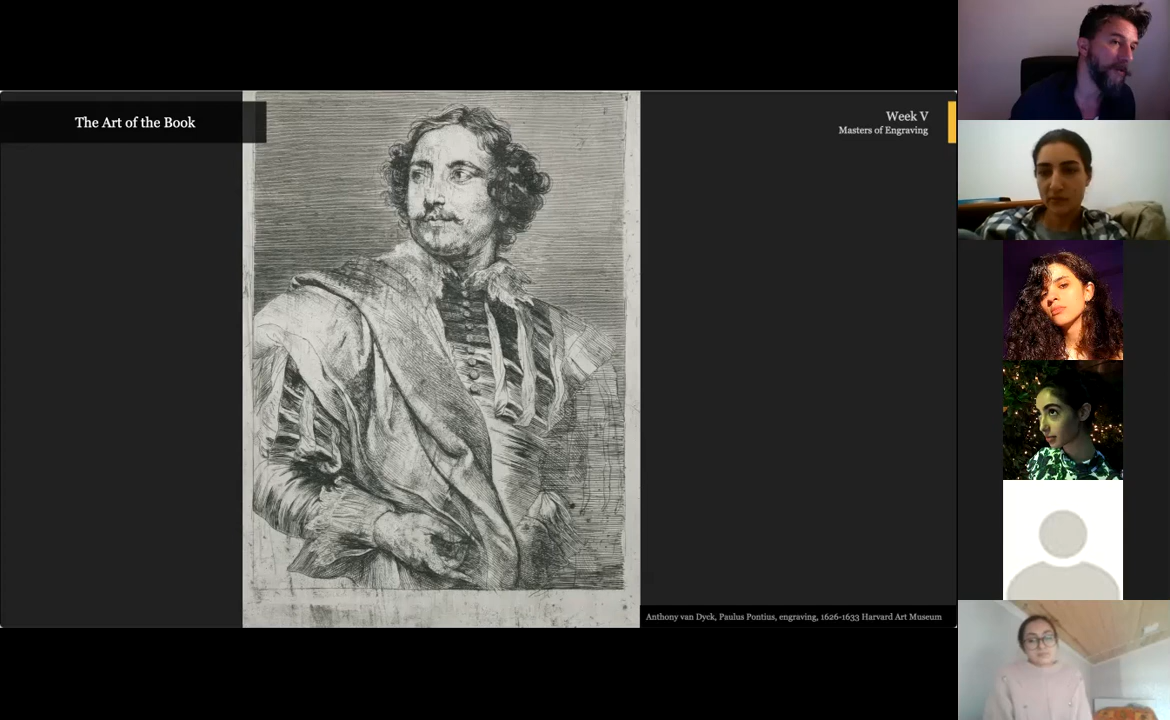 The Art of the Book
Week V
Masters of Engraving
Anthony van Dyck, Paulus Pontius, engraving, 1626-1633 Harvard Art Museum